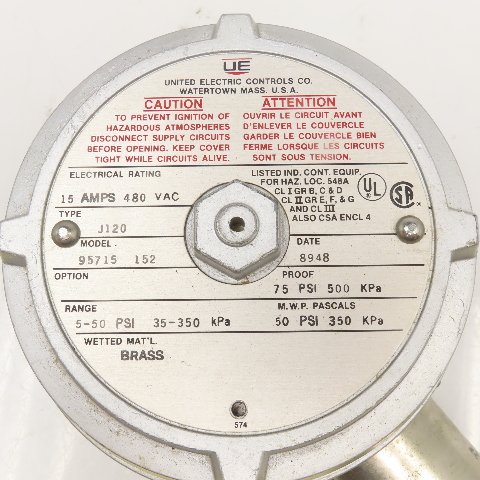 UE
UNITED ELECTRIC CONTROLS CO.
WATERTOWN MASS. U.S.A.
CAUTION
TO PREVENT IGNITION OF
HAZARDOUS ATMOSPHERES
DISCONNECT SUPPLY CIRCUITS
BEFORE OPENING. KEEP COVER
TIGHT WHILE CIRCUITS ALIVE.
ATTENTION
OUVRIR LE CIRCUIT AVANT
D'ENLEVER LE COUVERCLE
GARDER LE COUVERCLE BIEN
FERME LORSQUE LES CIRCUITS
SONT SOUS TENSION.
ELECTRICAL RATING
15 AMPS 480 VAC
LISTED IND. CONT. EQUIP.
FOR HAZ. LOC. 548A
CL I GR B, C & D
CL II GR E, F, & G
AND CL III
ALSO CSA ENCL 4
UL
SA
TYPE
J120
MODEL
95715 152
DATE
8948
OPTION
PROOF
75 PSI 500 KPa
RANGE
5-50 PSI 35-350 kPa
M.W.P. PASCALS
50 PSI 350 KPa
WETTED MAT'L.
BRASS
574